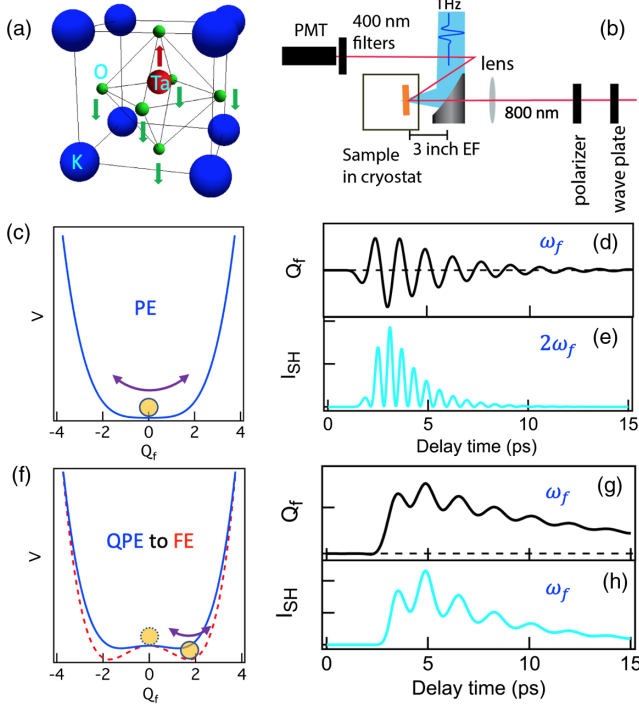 (a)
O
Ta
K
(b)
THz
PMT
400 nm
filters
lens
800 nm
3 inch EF
Sample
in cryostat
polarizer
wave plate
(c)
PE
V
-4 -2 0 2 4
Q_f
(d)
ω_f
Q_f
(e)
2ω_f
I_SH
0 5 10 15
Delay time (ps)
(f)
QPE to FE
V
-4 -2 0 2 4
Q_f
(g)
ω_f
Q_f
(h)
ω_f
I_SH
0 5 10 15
Delay time (ps)